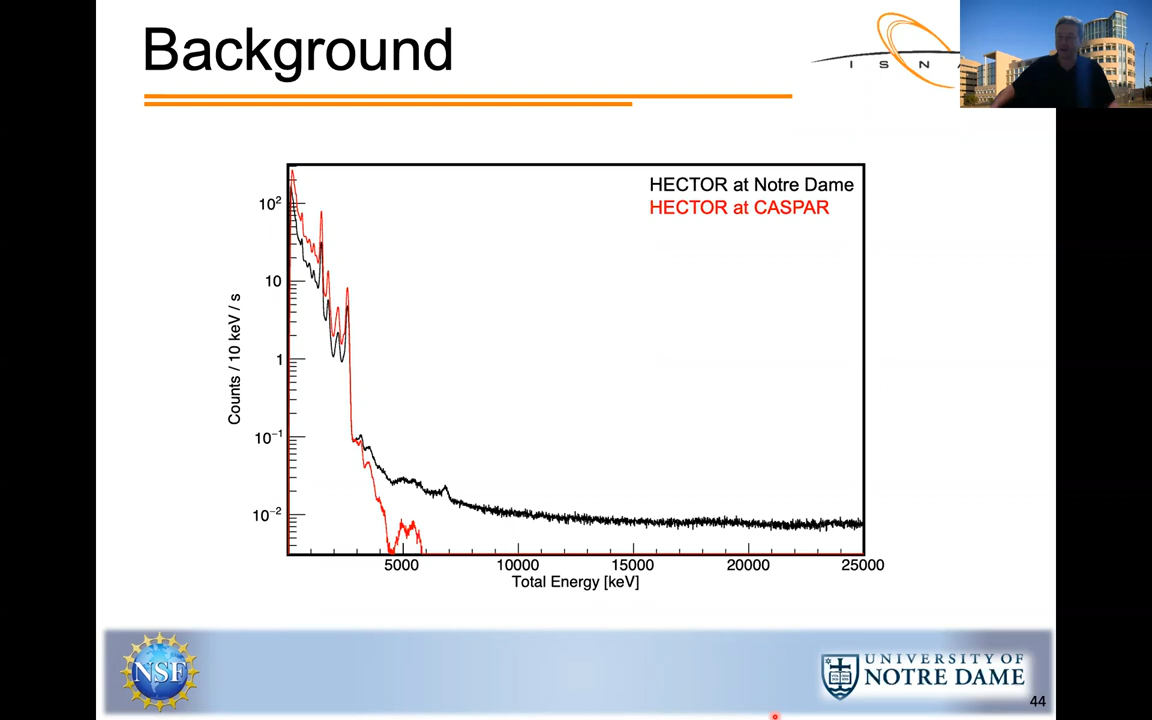 Background
I S N
HECTOR at Notre Dame
HECTOR at CASPAR
10²
10
1
10⁻¹
10⁻²
Counts / 10 keV / s
5000 10000 15000 20000 25000
Total Energy [keV]
NSF
UNIVERSITY OF
NOTRE DAME
44